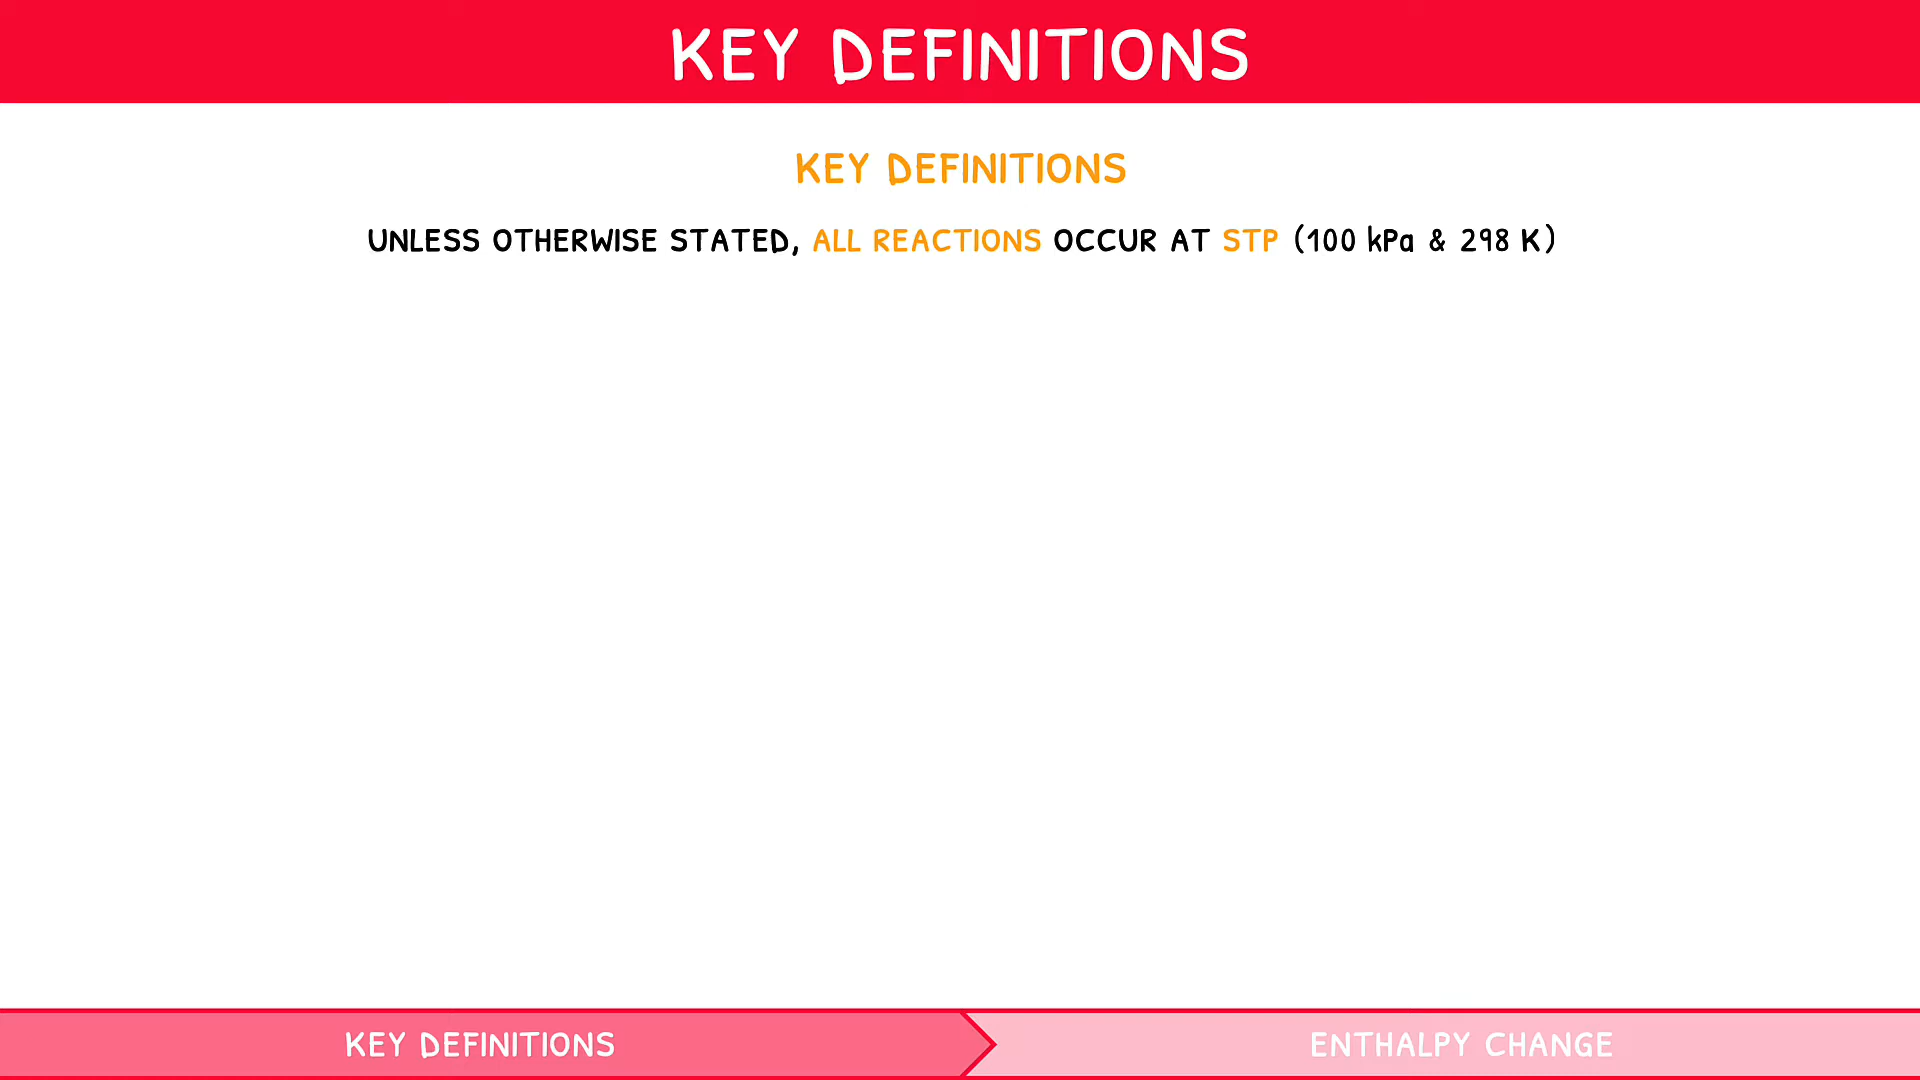 KEY DEFINITIONS
KEY DEFINITIONS
UNLESS OTHERWISE STATED, ALL REACTIONS OCCUR AT STP (100 kPa & 298 K)
KEY DEFINITIONS
ENTHALPY CHANGE